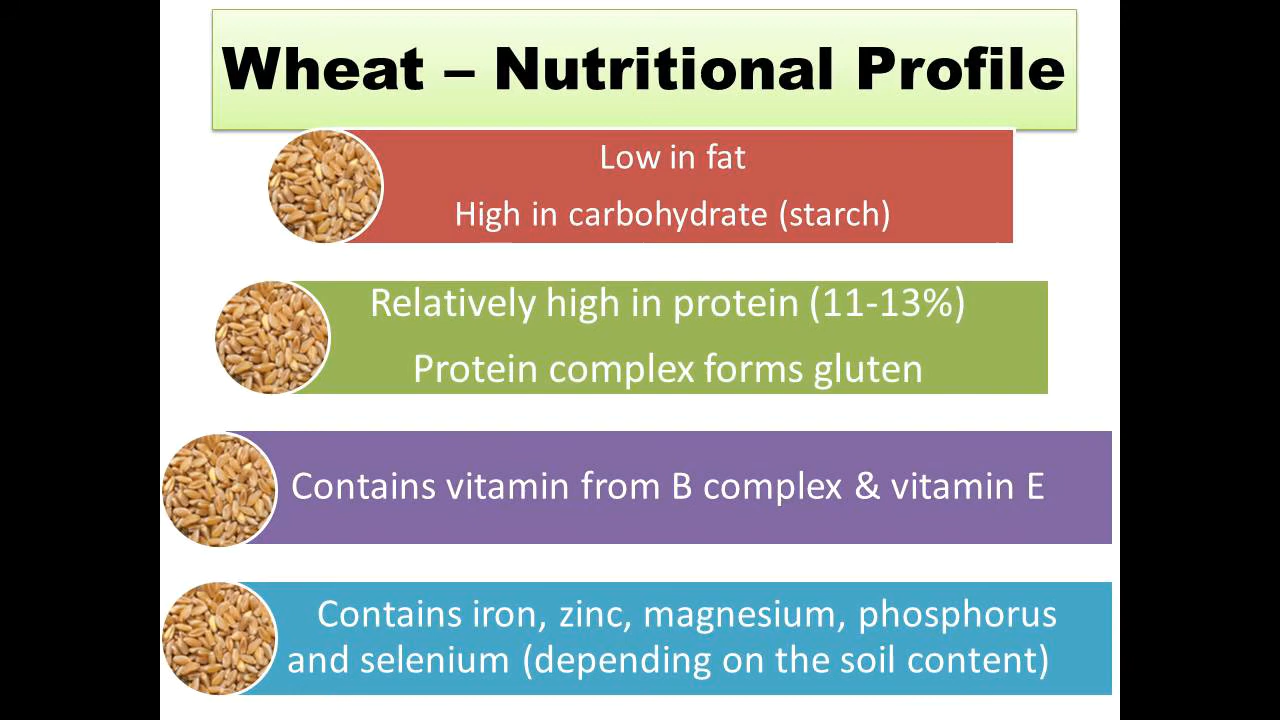 Wheat – Nutritional Profile
Low in fat
High in carbohydrate (starch)
Relatively high in protein (11-13%)
Protein complex forms gluten
Contains vitamin from B complex & vitamin E
Contains iron, zinc, magnesium, phosphorus
and selenium (depending on the soil content)